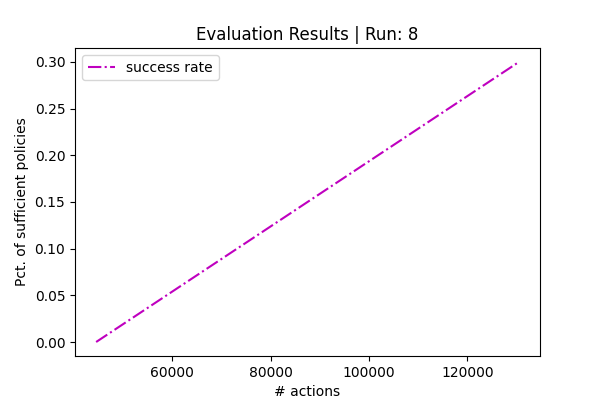 Evaluation Results | Run: 8
success rate
Pct. of sufficient policies
0.30
0.25
0.20
0.15
0.10
0.05
0.00
60000
80000
100000
120000
# actions